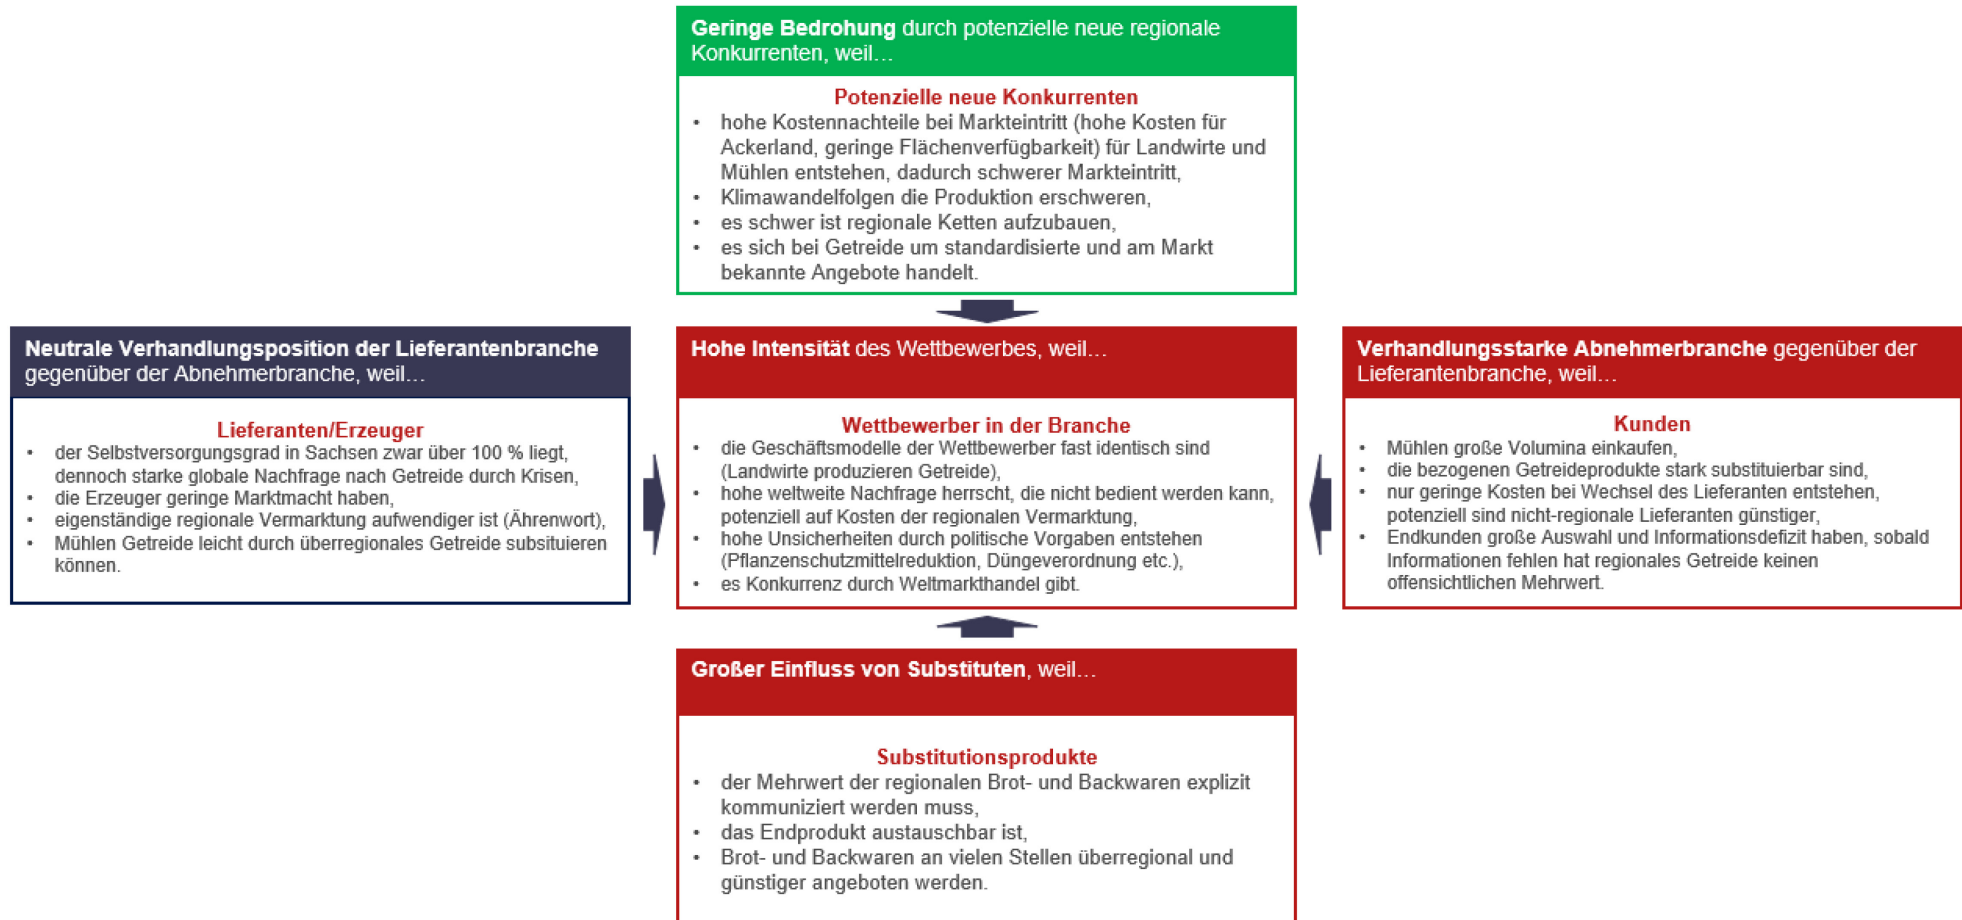 Geringe Bedrohung durch potenzielle neue regionale
Konkurrenten, weil…
Potenzielle neue Konkurrenten
• hohe Kostennachteile bei Markteintritt (hohe Kosten für
Ackerland, geringe Flächenverfügbarkeit) für Landwirte und
Mühlen entstehen, dadurch schwerer Markteintritt,
• Klimawandelfolgen die Produktion erschweren,
• es schwer ist regionale Ketten aufzubauen,
• es sich bei Getreide um standardisierte und am Markt
bekannte Angebote handelt.
Neutrale Verhandlungsposition der Lieferantenbranche
gegenüber der Abnehmerbranche, weil…
Lieferanten/Erzeuger
• der Selbstversorgungsgrad in Sachsen zwar über 100 % liegt,
dennoch starke globale Nachfrage nach Getreide durch Krisen,
• die Erzeuger geringe Marktmacht haben,
• eigenständige regionale Vermarktung aufwendiger ist (Ährenwort),
• Mühlen Getreide leicht durch überregionales Getreide subsituieren
können.
Hohe Intensität des Wettbewerbes, weil…
Wettbewerber in der Branche
• die Geschäftsmodelle der Wettbewerber fast identisch sind
(Landwirte produzieren Getreide),
• hohe weltweite Nachfrage herrscht, die nicht bedient werden kann,
potenziell auf Kosten der regionalen Vermarktung,
• hohe Unsicherheiten durch politische Vorgaben entstehen
(Pflanzenschutzmittelreduktion, Düngeverordnung etc.),
• es Konkurrenz durch Weltmarkthandel gibt.
Verhandlungsstarke Abnehmerbranche gegenüber der
Lieferantenbranche, weil…
Kunden
• Mühlen große Volumina einkaufen,
• die bezogenen Getreideprodukte stark substituierbar sind,
• nur geringe Kosten bei Wechsel des Lieferanten entstehen,
potenziell sind nicht-regionale Lieferanten günstiger,
• Endkunden große Auswahl und Informationsdefizit haben, sobald
Informationen fehlen hat regionales Getreide keinen
offensichtlichen Mehrwert.
Großer Einfluss von Substituten, weil…
Substitutionsprodukte
• der Mehrwert der regionalen Brot- und Backwaren explizit
kommuniziert werden muss,
• das Endprodukt austauschbar ist,
• Brot- und Backwaren an vielen Stellen überregional und
günstiger angeboten werden.